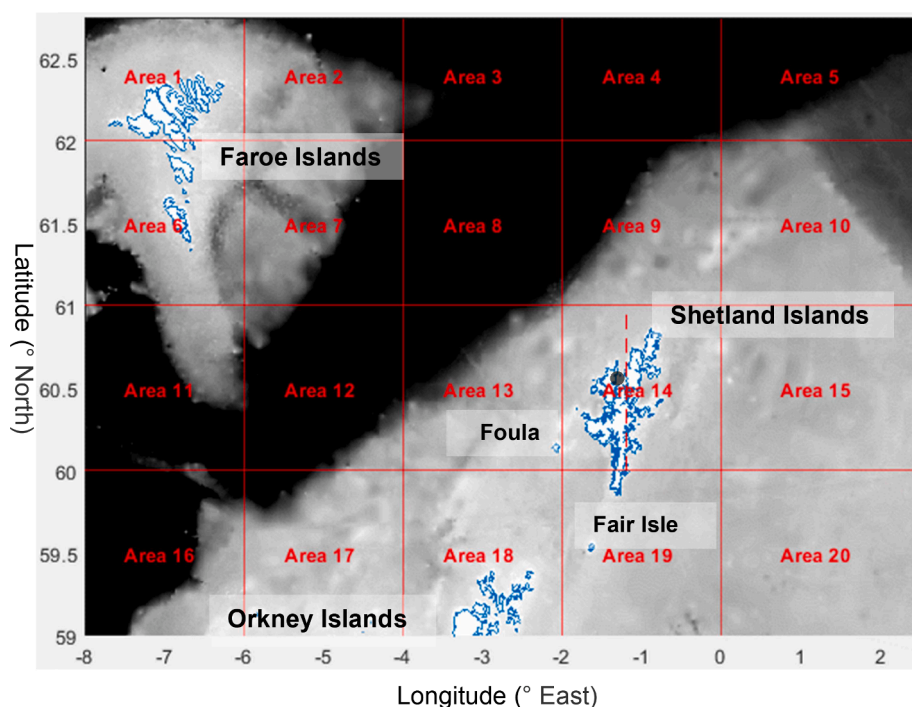 62.5
Area 1 Area 2 Area 3 Area 4 Area 5
62
Faroe Islands
61.5
Area 6 Area 7 Area 8 Area 9 Area 10
61
Shetland Islands
60.5
Area 11 Area 12 Area 13 Area 14 Area 15
Foula
60
Fair Isle
59.5
Area 16 Area 17 Area 18 Area 19 Area 20
Orkney Islands
59
-8 -7 -6 -5 -4 -3 -2 -1 0 1 2
Latitude (° North)
Longitude (° East)